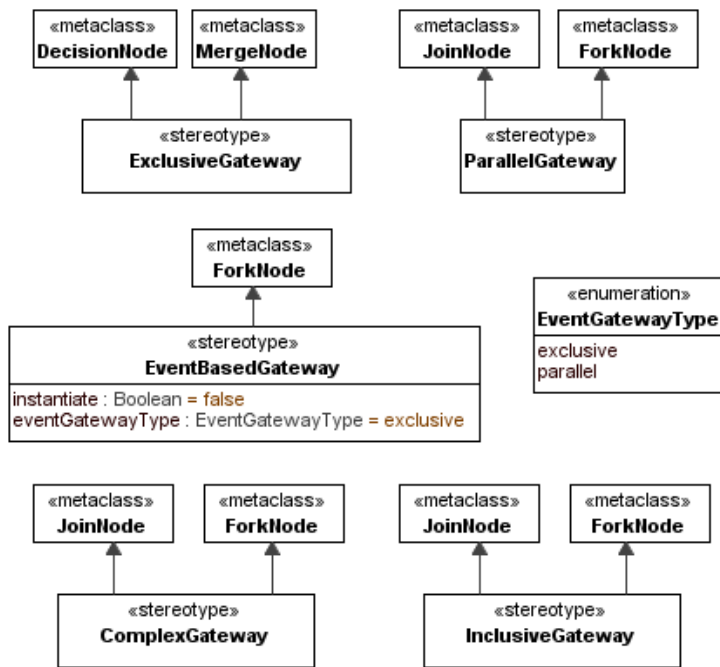 «metaclass»
DecisionNode
«metaclass»
MergeNode
«metaclass»
JoinNode
«metaclass»
ForkNode
«stereotype»
ExclusiveGateway
«stereotype»
ParallelGateway
«metaclass»
ForkNode
«enumeration»
EventGatewayType
exclusive
parallel
«stereotype»
EventBasedGateway
instantiate : Boolean = false
eventGatewayType : EventGatewayType = exclusive
«metaclass»
JoinNode
«metaclass»
ForkNode
«metaclass»
JoinNode
«metaclass»
ForkNode
«stereotype»
ComplexGateway
«stereotype»
InclusiveGateway